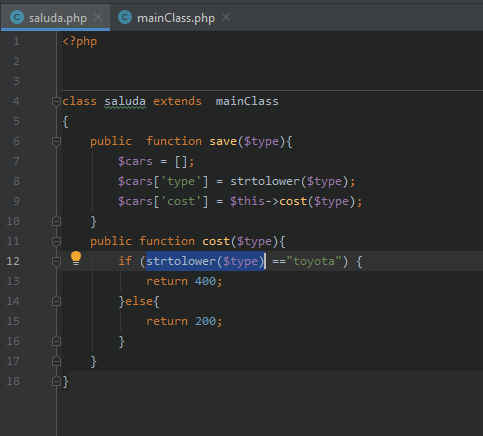 saluda.php × mainClass.php ×
1 <?php
2
3
4 class saluda extends  mainClass
5 {
6     public  function save($type){
7         $cars = [];
8         $cars['type'] = strtolower($type);
9         $cars['cost'] = $this->cost($type);
10     }
11     public function cost($type){
12         if (strtolower($type) =="toyota") {
13             return 400;
14         }else{
15             return 200;
16         }
17     }
18 }